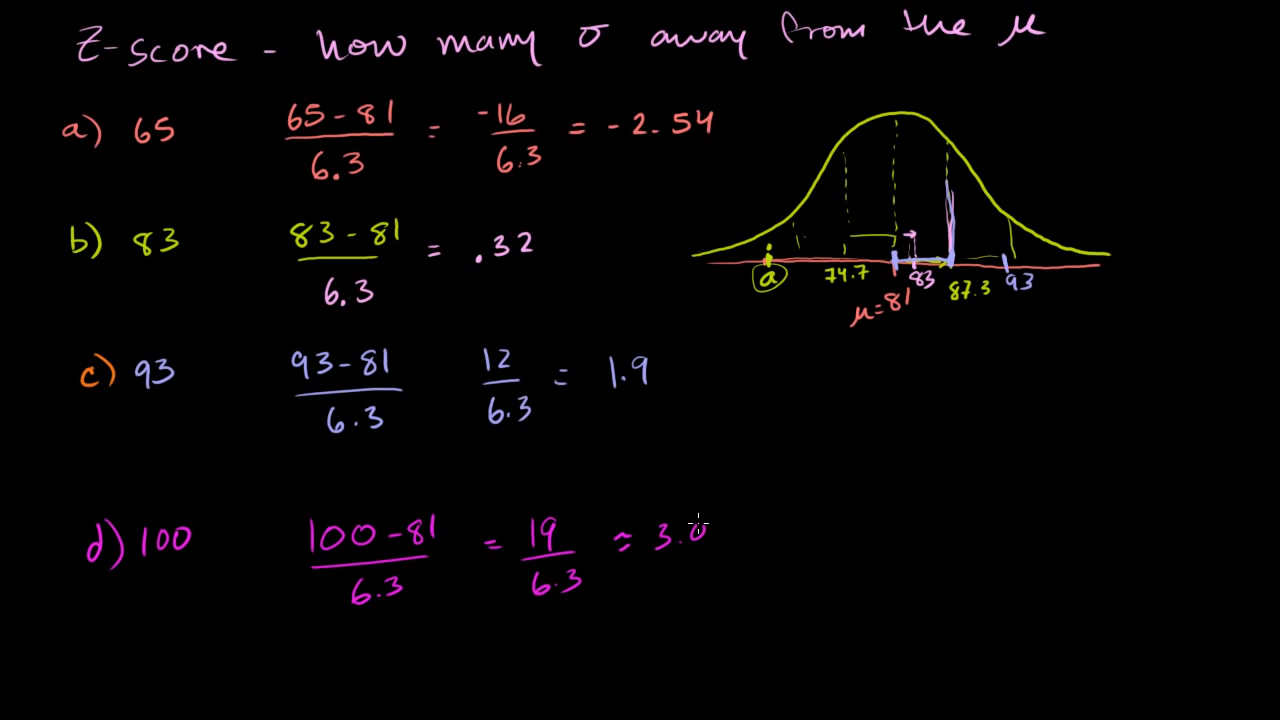 Z-score - how many σ away from the μ
a) 65 (65 - 81)/6.3 = -16/6.3 = -2.54
b) 83 (83 - 81)/6.3 = .32
c) 93 (93 - 81)/6.3 12/6.3 = 1.9
d) 100 (100 - 81)/6.3 = 19/6.3 ≈ 3.0
a 74.7 μ = 81 83 87.3 93